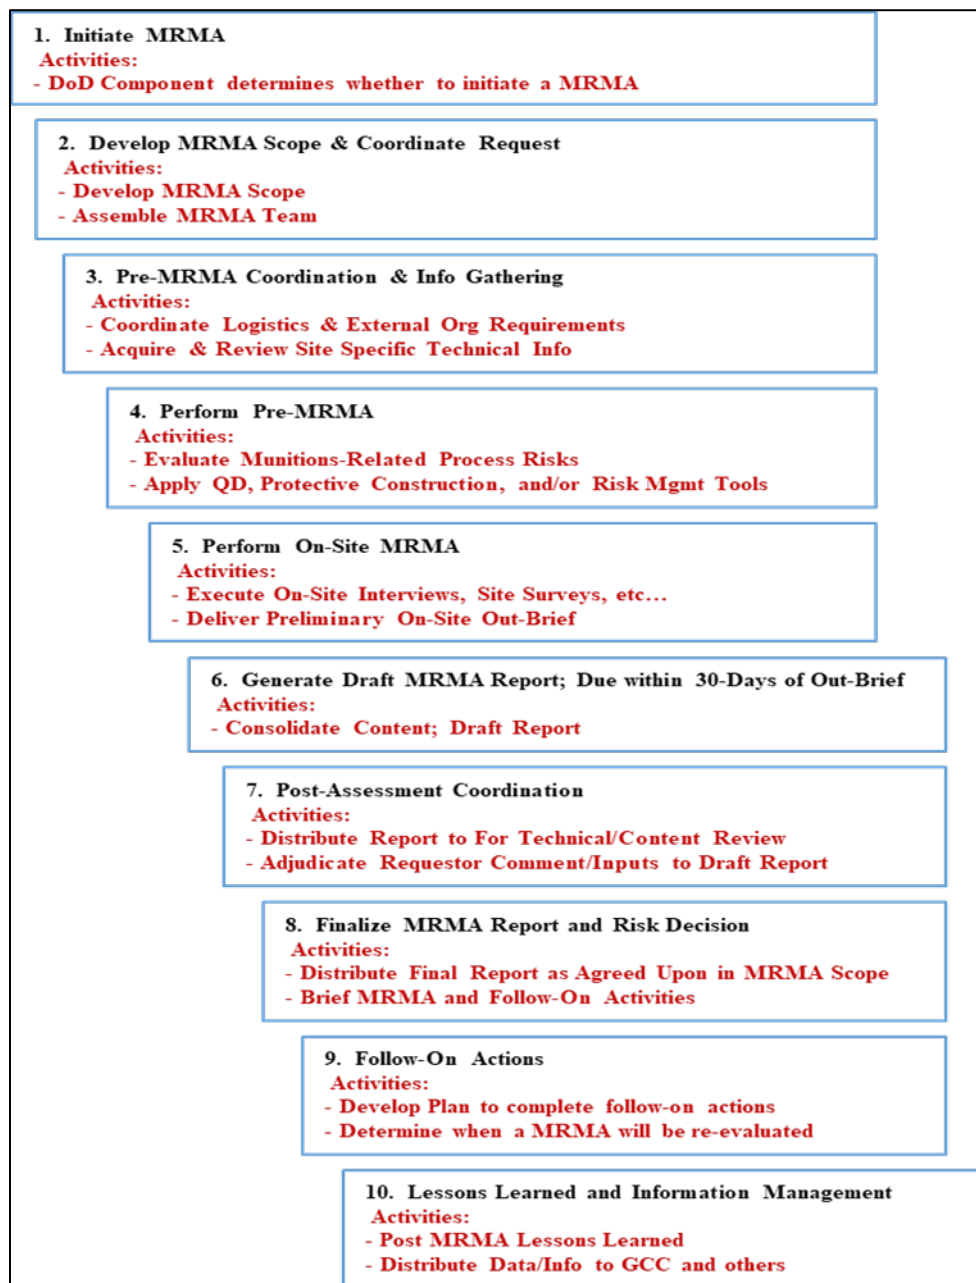 1. Initiate MRMA
Activities:
- DoD Component determines whether to initiate a MRMA
2. Develop MRMA Scope & Coordinate Request
Activities:
- Develop MRMA Scope
- Assemble MRMA Team
3. Pre-MRMA Coordination & Info Gathering
Activities:
- Coordinate Logistics & External Org Requirements
- Acquire & Review Site Specific Technical Info
4. Perform Pre-MRMA
Activities:
- Evaluate Munitions-Related Process Risks
- Apply QD, Protective Construction, and/or Risk Mgmt Tools
5. Perform On-Site MRMA
Activities:
- Execute On-Site Interviews, Site Surveys, etc...
- Deliver Preliminary On-Site Out-Brief
6. Generate Draft MRMA Report; Due within 30-Days of Out-Brief
Activities:
- Consolidate Content; Draft Report
7. Post-Assessment Coordination
Activities:
- Distribute Report to For Technical/Content Review
- Adjudicate Requestor Comment/Inputs to Draft Report
8. Finalize MRMA Report and Risk Decision
Activities:
- Distribute Final Report as Agreed Upon in MRMA Scope
- Brief MRMA and Follow-On Activities
9. Follow-On Actions
Activities:
- Develop Plan to complete follow-on actions
- Determine when a MRMA will be re-evaluated
10. Lessons Learned and Information Management
Activities:
- Post MRMA Lessons Learned
- Distribute Data/Info to GCC and others